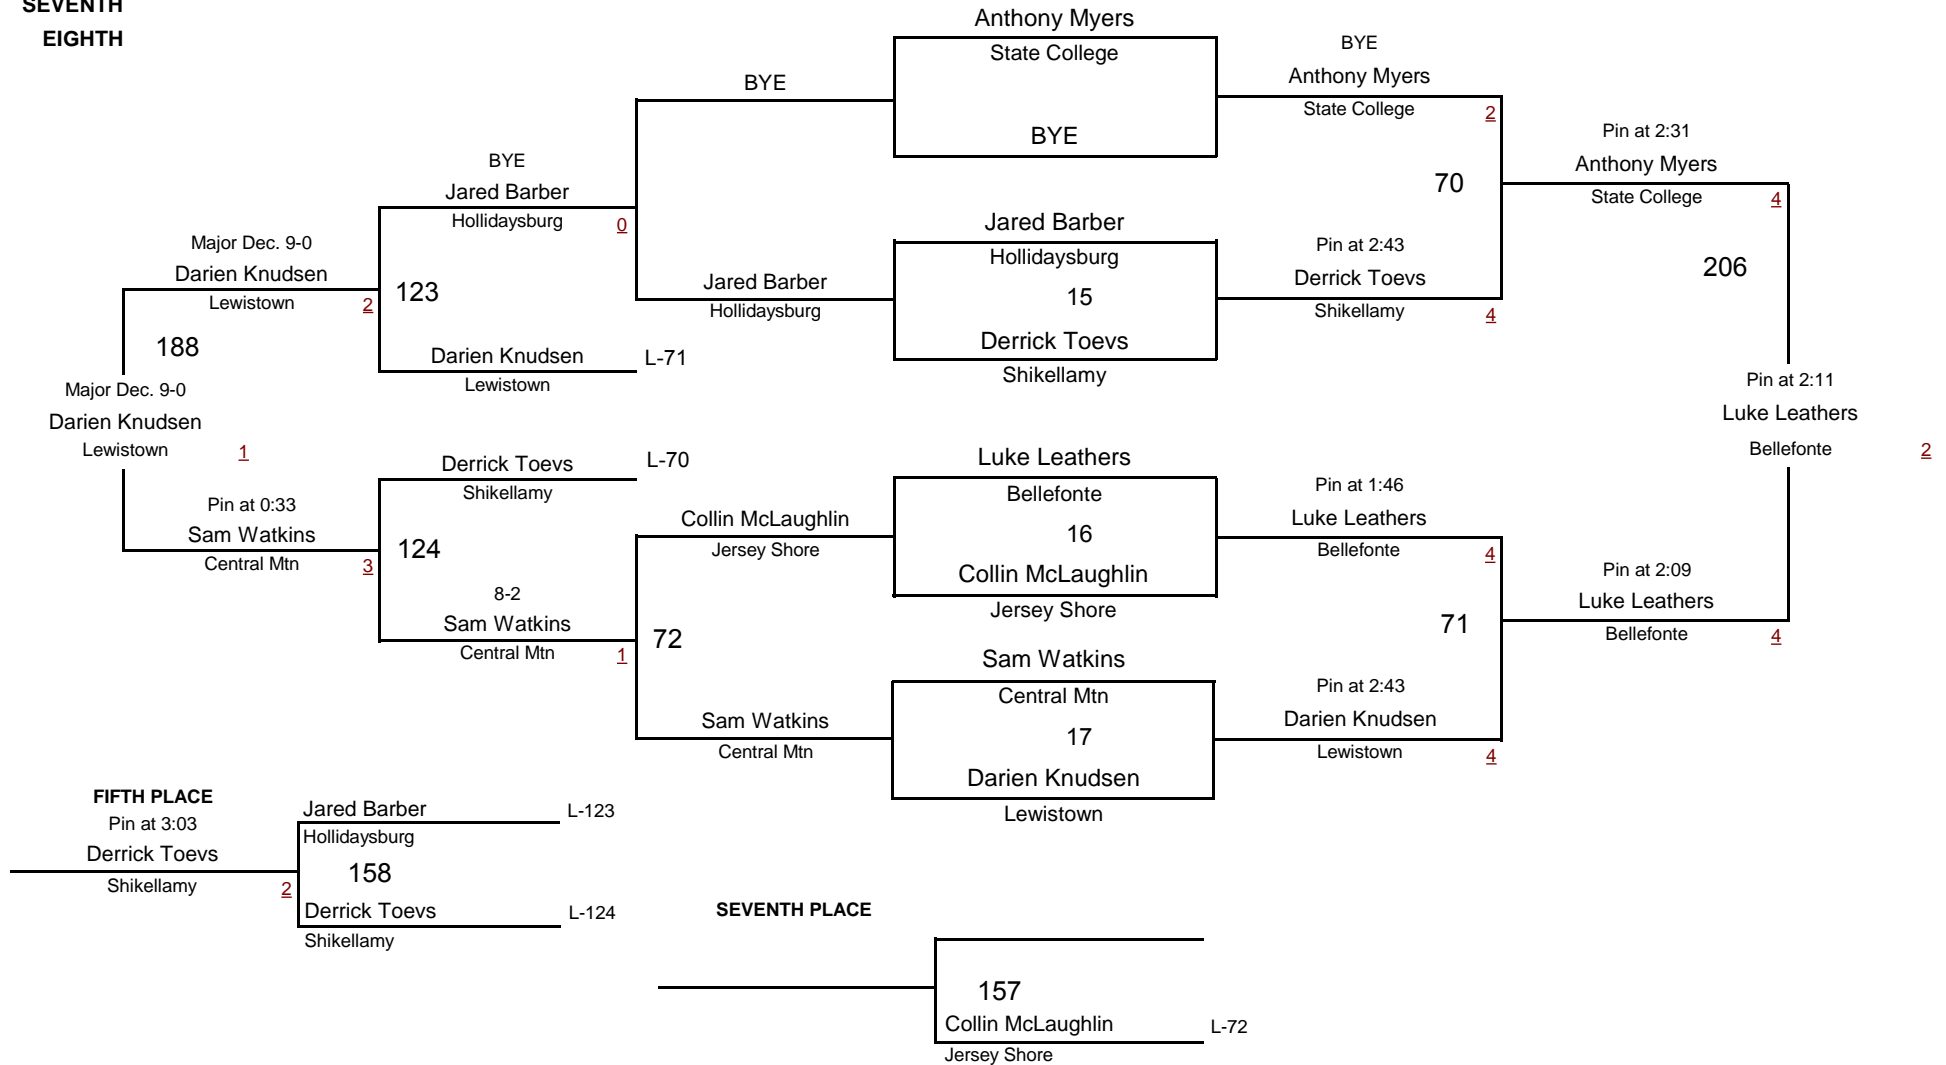 SEVENTH
EIGHTH
Anthony Myers
State College
BYE
BYE
Anthony Myers
State College
2
BYE
Pin at 2:31
Anthony Myers
State College
4
BYE
Jared Barber
Hollidaysburg
0
70
Major Dec. 9-0
Darien Knudsen
Lewistown
2
123
Jared Barber
Hollidaysburg
Jared Barber
Hollidaysburg
15
Derrick Toevs
Shikellamy
Pin at 2:43
Derrick Toevs
Shikellamy
4
206
188
Darien Knudsen
Lewistown
L-71
Major Dec. 9-0
Darien Knudsen
Lewistown
1
Pin at 2:11
Luke Leathers
Bellefonte
2
Derrick Toevs
Shikellamy
L-70
Luke Leathers
Bellefonte
16
Collin McLaughlin
Jersey Shore
Pin at 1:46
Luke Leathers
Bellefonte
4
Pin at 0:33
Sam Watkins
Central Mtn
3
124
Collin McLaughlin
Jersey Shore
8-2
Sam Watkins
Central Mtn
1
72
71
Pin at 2:09
Luke Leathers
Bellefonte
4
Sam Watkins
Central Mtn
17
Darien Knudsen
Lewistown
Sam Watkins
Central Mtn
Pin at 2:43
Darien Knudsen
Lewistown
4
FIFTH PLACE
Pin at 3:03
Derrick Toevs
Shikellamy
2
Jared Barber
Hollidaysburg
L-123
158
Derrick Toevs
Shikellamy
L-124
SEVENTH PLACE
157
Collin McLaughlin
Jersey Shore
L-72